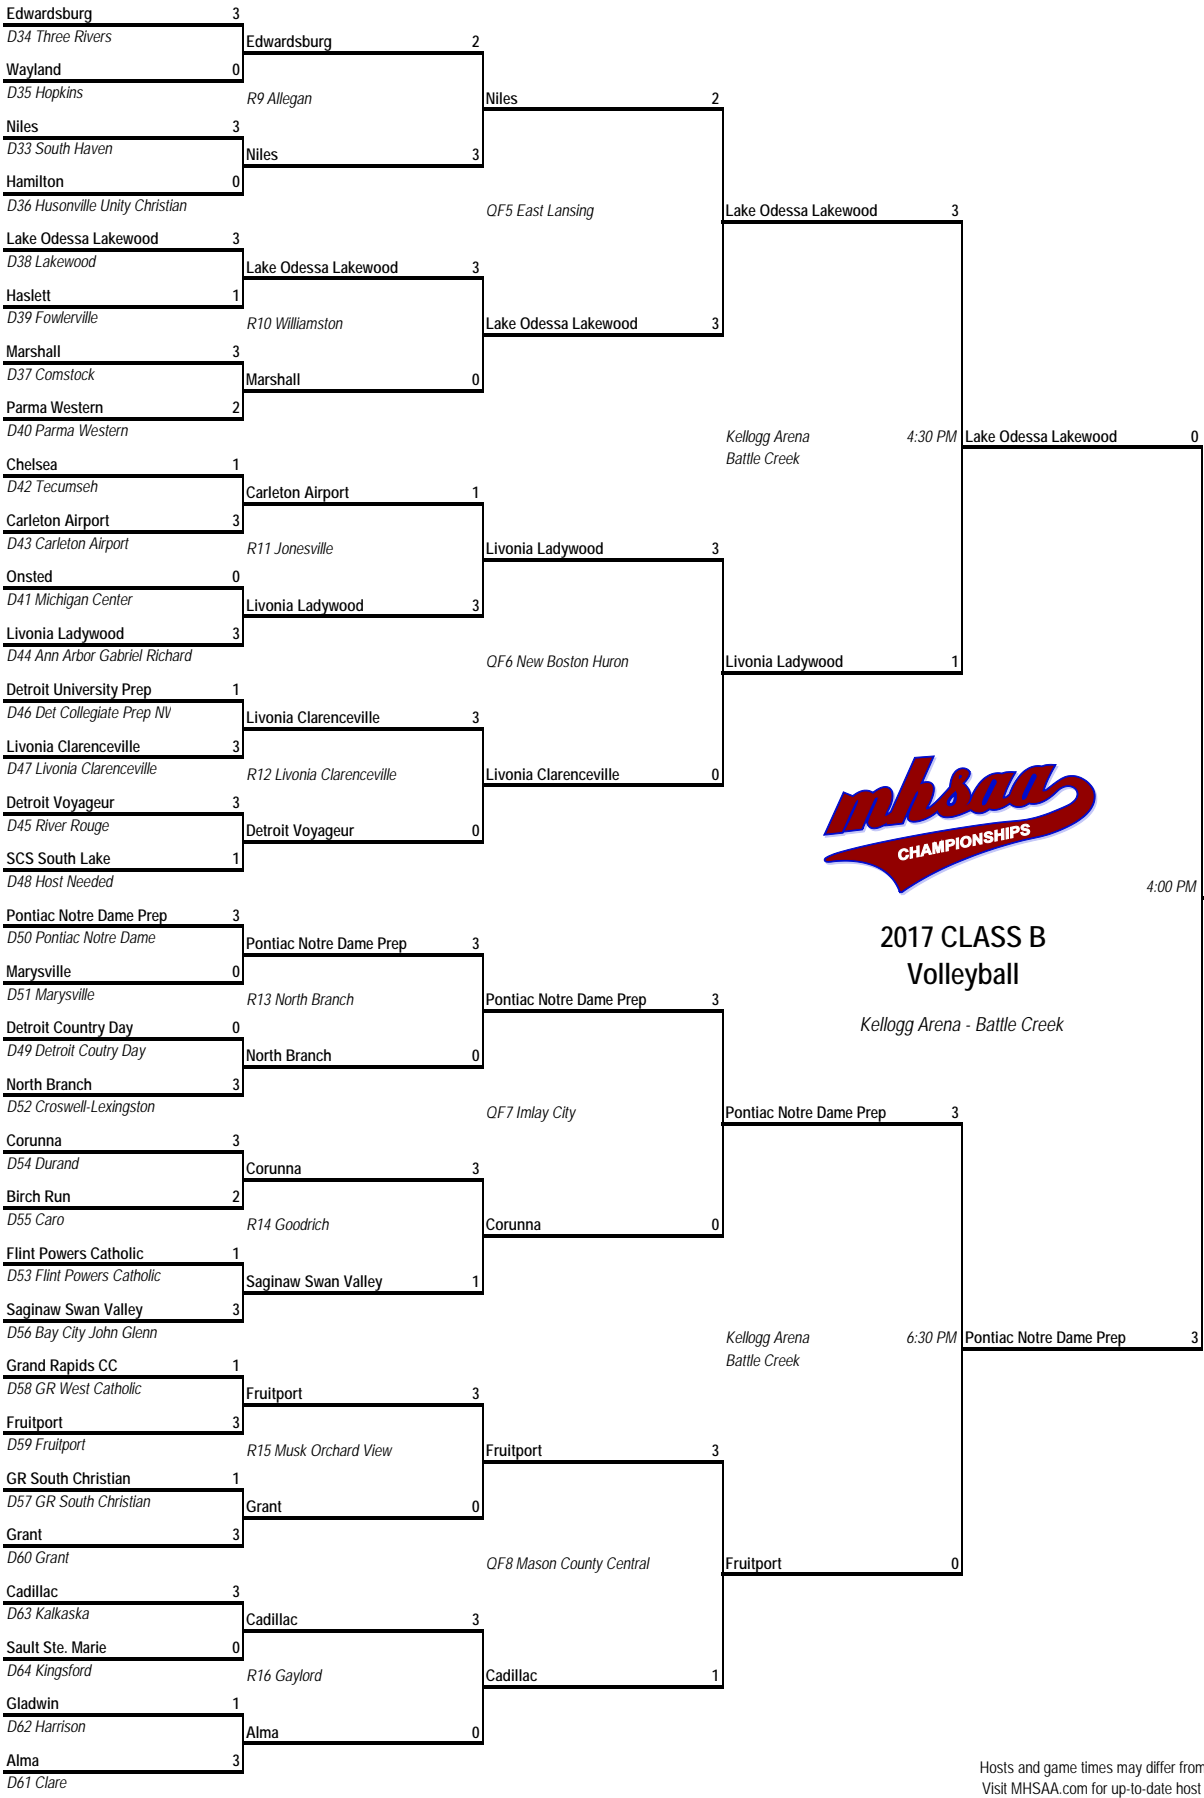 Edwardsburg 3
D34 Three Rivers
Edwardsburg 2
Wayland 0
D35 Hopkins
R9 Allegan
Niles 2
Niles 3
D33 South Haven
Niles 3
Hamilton 0
D36 Husonville Unity Christian
QF5 East Lansing
Lake Odessa Lakewood 3
Lake Odessa Lakewood 3
D38 Lakewood
Lake Odessa Lakewood 3
Haslett 1
D39 Fowlerville
R10 Williamston
Lake Odessa Lakewood 3
Marshall 3
D37 Comstock
Marshall 0
Parma Western 2
D40 Parma Western
Kellogg Arena 4:30 PM
Battle Creek
Lake Odessa Lakewood 0
Chelsea 1
D42 Tecumseh
Carleton Airport 1
Carleton Airport 3
D43 Carleton Airport
R11 Jonesville
Livonia Ladywood 3
Onsted 0
D41 Michigan Center
Livonia Ladywood 3
Livonia Ladywood 3
D44 Ann Arbor Gabriel Richard
QF6 New Boston Huron
Livonia Ladywood 1
Detroit University Prep 1
D46 Det Collegiate Prep NW
Livonia Clarenceville 3
Livonia Clarenceville 3
D47 Livonia Clarenceville
R12 Livonia Clarenceville
Livonia Clarenceville 0
Detroit Voyageur 3
D45 River Rouge
Detroit Voyageur 0
SCS South Lake 1
D48 Host Needed
mhsaa
CHAMPIONSHIPS
4:00 PM
2017 CLASS B
Volleyball
Kellogg Arena - Battle Creek
Pontiac Notre Dame Prep 3
D50 Pontiac Notre Dame
Pontiac Notre Dame Prep 3
Marysville 0
D51 Marysville
R13 North Branch
Pontiac Notre Dame Prep 3
Detroit Country Day 0
D49 Detroit Coutry Day
North Branch 0
North Branch 3
D52 Croswell-Lexingston
QF7 Imlay City
Pontiac Notre Dame Prep 3
Corunna 3
D54 Durand
Corunna 3
Birch Run 2
D55 Caro
R14 Goodrich
Corunna 0
Flint Powers Catholic 1
D53 Flint Powers Catholic
Saginaw Swan Valley 1
Saginaw Swan Valley 3
D56 Bay City John Glenn
Kellogg Arena 6:30 PM
Battle Creek
Pontiac Notre Dame Prep 3
Grand Rapids CC 1
D58 GR West Catholic
Fruitport 3
Fruitport 3
D59 Fruitport
R15 Musk Orchard View
Fruitport 3
GR South Christian 1
D57 GR South Christian
Grant 0
Grant 3
D60 Grant
QF8 Mason County Central
Fruitport 0
Cadillac 3
D63 Kalkaska
Cadillac 3
Sault Ste. Marie 0
D64 Kingsford
R16 Gaylord
Cadillac 1
Gladwin 1
D62 Harrison
Alma 0
Alma 3
D61 Clare
Hosts and game times may differ from
Visit MHSAA.com for up-to-date host